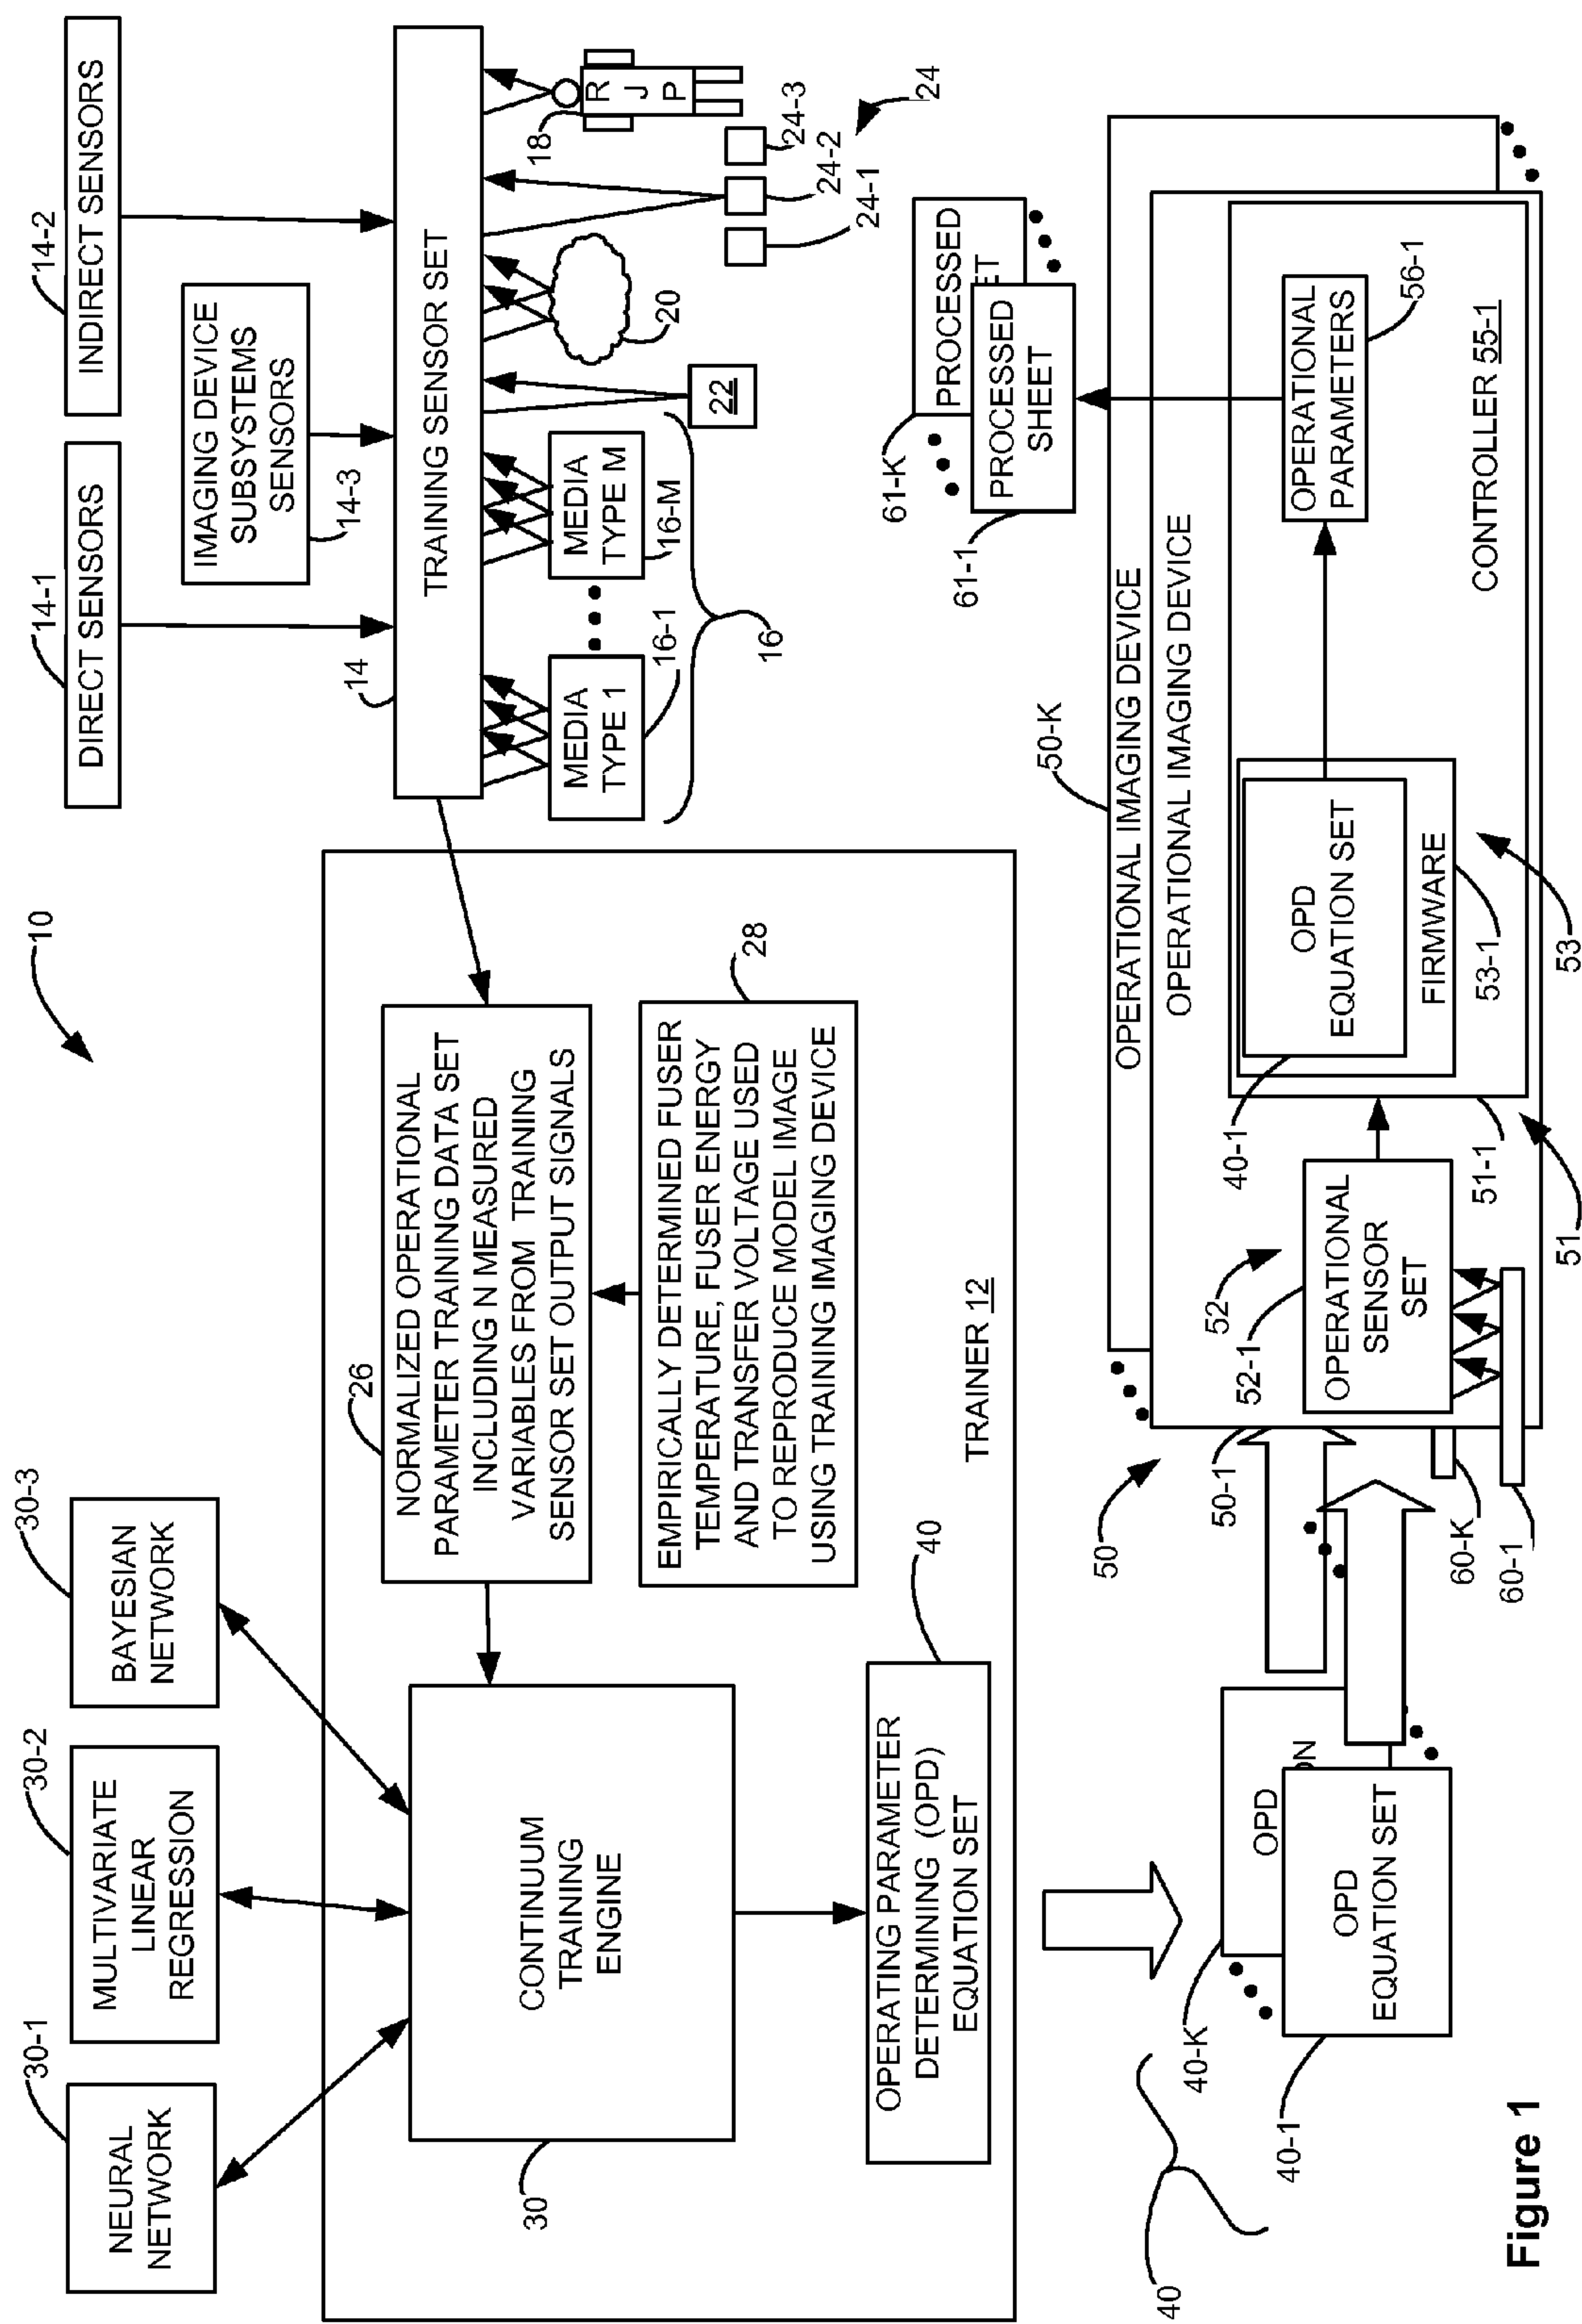 10
30-1
NEURAL
NETWORK
30-2
MULTIVARIATE
LINEAR
REGRESSION
30-3
BAYESIAN
NETWORK
14-1
DIRECT SENSORS
14-2
INDIRECT SENSORS
IMAGING DEVICE
SUBSYSTEMS
SENSORS
14-3
14
TRAINING SENSOR SET
MEDIA
TYPE 1
16-1
MEDIA
TYPE M
16-M
16
22
20
18
R
J
P
24-1
24-2
24-3
24
26
NORMALIZED OPERATIONAL
PARAMETER TRAINING DATA SET
INCLUDING N MEASURED
VARIABLES FROM TRAINING
SENSOR SET OUTPUT SIGNALS
28
EMPIRICALLY DETERMINED FUSER
TEMPERATURE, FUSER ENERGY
AND TRANSFER VOLTAGE USED
TO REPRODUCE MODEL IMAGE
USING TRAINING IMAGING DEVICE
CONTINUUM
TRAINING
ENGINE
30
40
OPERATING PARAMETER
DETERMINING (OPD)
EQUATION SET
TRAINER 12
40
40-K
OPD
ON
40-1
OPD
EQUATION SET
50
50-1
50-K
OPERATIONAL IMAGING DEVICE
OPERATIONAL IMAGING DEVICE
52
52-1
OPERATIONAL
SENSOR
SET
60-K
60-1
40-1
OPD
EQUATION SET
FIRMWARE
53-1
53
51-1
51
OPERATIONAL
PARAMETERS
56-1
CONTROLLER 55-1
61-K
PROCESSED
ET
61-1
PROCESSED
SHEET
Figure 1